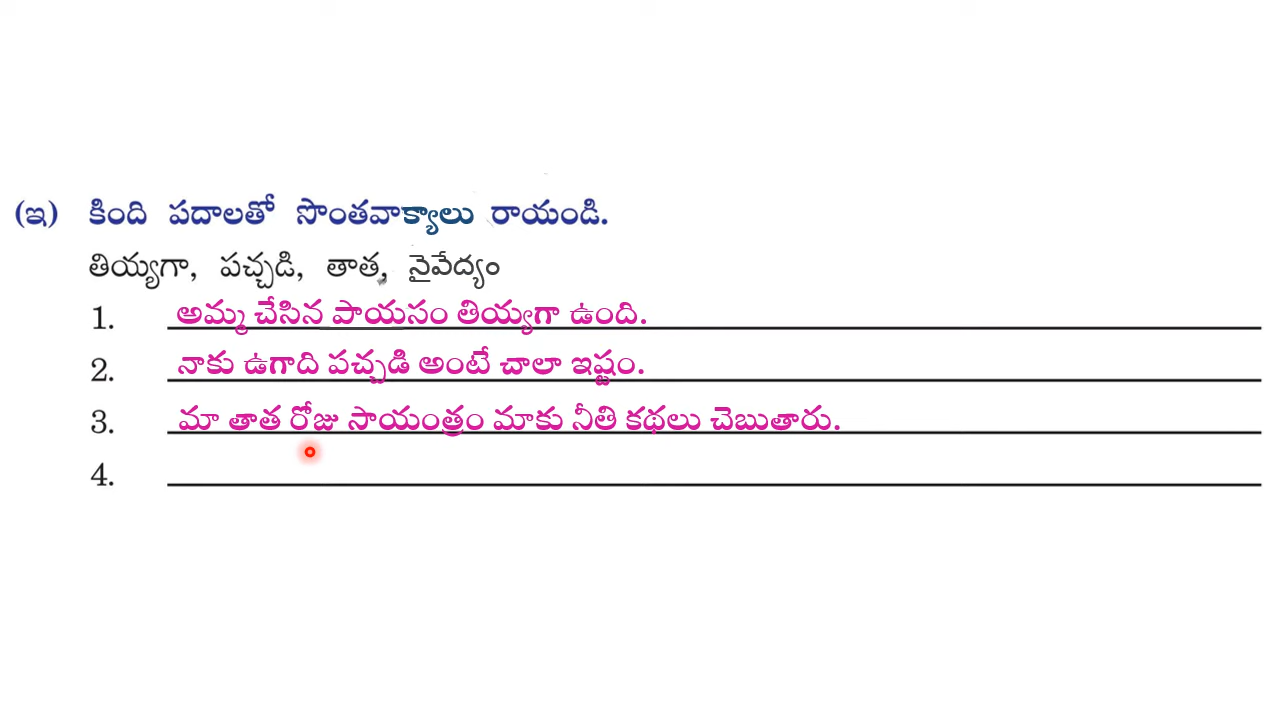 (ఇ) కింది పదాలతో సొంతవాక్యాలు రాయండి.
తియ్యగా, పచ్చడి, తాత, నైవేద్యం
1. అమ్మ చేసిన పాయసం తియ్యగా ఉంది.
2. నాకు ఉగాది పచ్చడి అంటే చాలా ఇష్టం.
3. మా తాత రోజు సాయంత్రం మాకు నీతి కథలు చెబుతారు.
4.